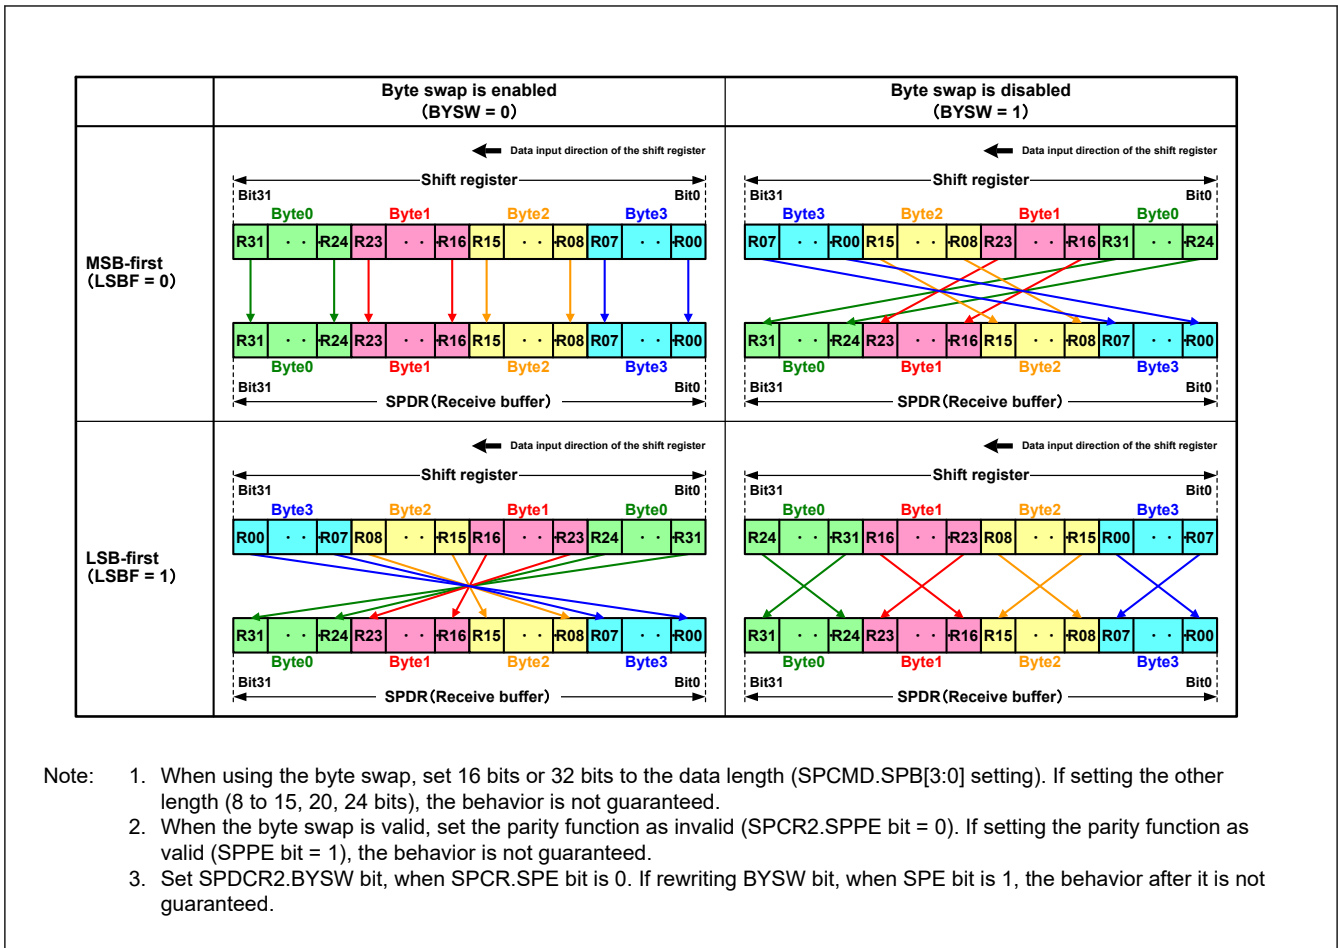 Byte swap is enabled
（BYSW = 0）
Byte swap is disabled
（BYSW = 1）
MSB-first
（LSBF = 0）
Data input direction of the shift register
Shift register
Bit31 Bit0
Byte0 Byte1 Byte2 Byte3
R31 · · R24 R23 · · R16 R15 · · R08 R07 · · R00
R31 · · R24 R23 · · R16 R15 · · R08 R07 · · R00
Byte0 Byte1 Byte2 Byte3
Bit31 Bit0
SPDR（Receive buffer）
Data input direction of the shift register
Shift register
Bit31 Bit0
Byte3 Byte2 Byte1 Byte0
R07 · · R00 R15 · · R08 R23 · · R16 R31 · · R24
R31 · · R24 R23 · · R16 R15 · · R08 R07 · · R00
Byte0 Byte1 Byte2 Byte3
Bit31 Bit0
SPDR（Receive buffer）
LSB-first
（LSBF = 1）
Data input direction of the shift register
Shift register
Bit31 Bit0
Byte3 Byte2 Byte1 Byte0
R00 · · R07 R08 · · R15 R16 · · R23 R24 · · R31
R31 · · R24 R23 · · R16 R15 · · R08 R07 · · R00
Byte0 Byte1 Byte2 Byte3
Bit31 Bit0
SPDR（Receive buffer）
Data input direction of the shift register
Shift register
Bit31 Bit0
Byte0 Byte1 Byte2 Byte3
R24 · · R31 R16 · · R23 R08 · · R15 R00 · · R07
R31 · · R24 R23 · · R16 R15 · · R08 R07 · · R00
Byte0 Byte1 Byte2 Byte3
Bit31 Bit0
SPDR（Receive buffer）
Note: 1. When using the byte swap, set 16 bits or 32 bits to the data length (SPCMD.SPB[3:0] setting). If setting the other
length (8 to 15, 20, 24 bits), the behavior is not guaranteed.
2. When the byte swap is valid, set the parity function as invalid (SPCR2.SPPE bit = 0). If setting the parity function as
valid (SPPE bit = 1), the behavior is not guaranteed.
3. Set SPDCR2.BYSW bit, when SPCR.SPE bit is 0. If rewriting BYSW bit, when SPE bit is 1, the behavior after it is not
guaranteed.